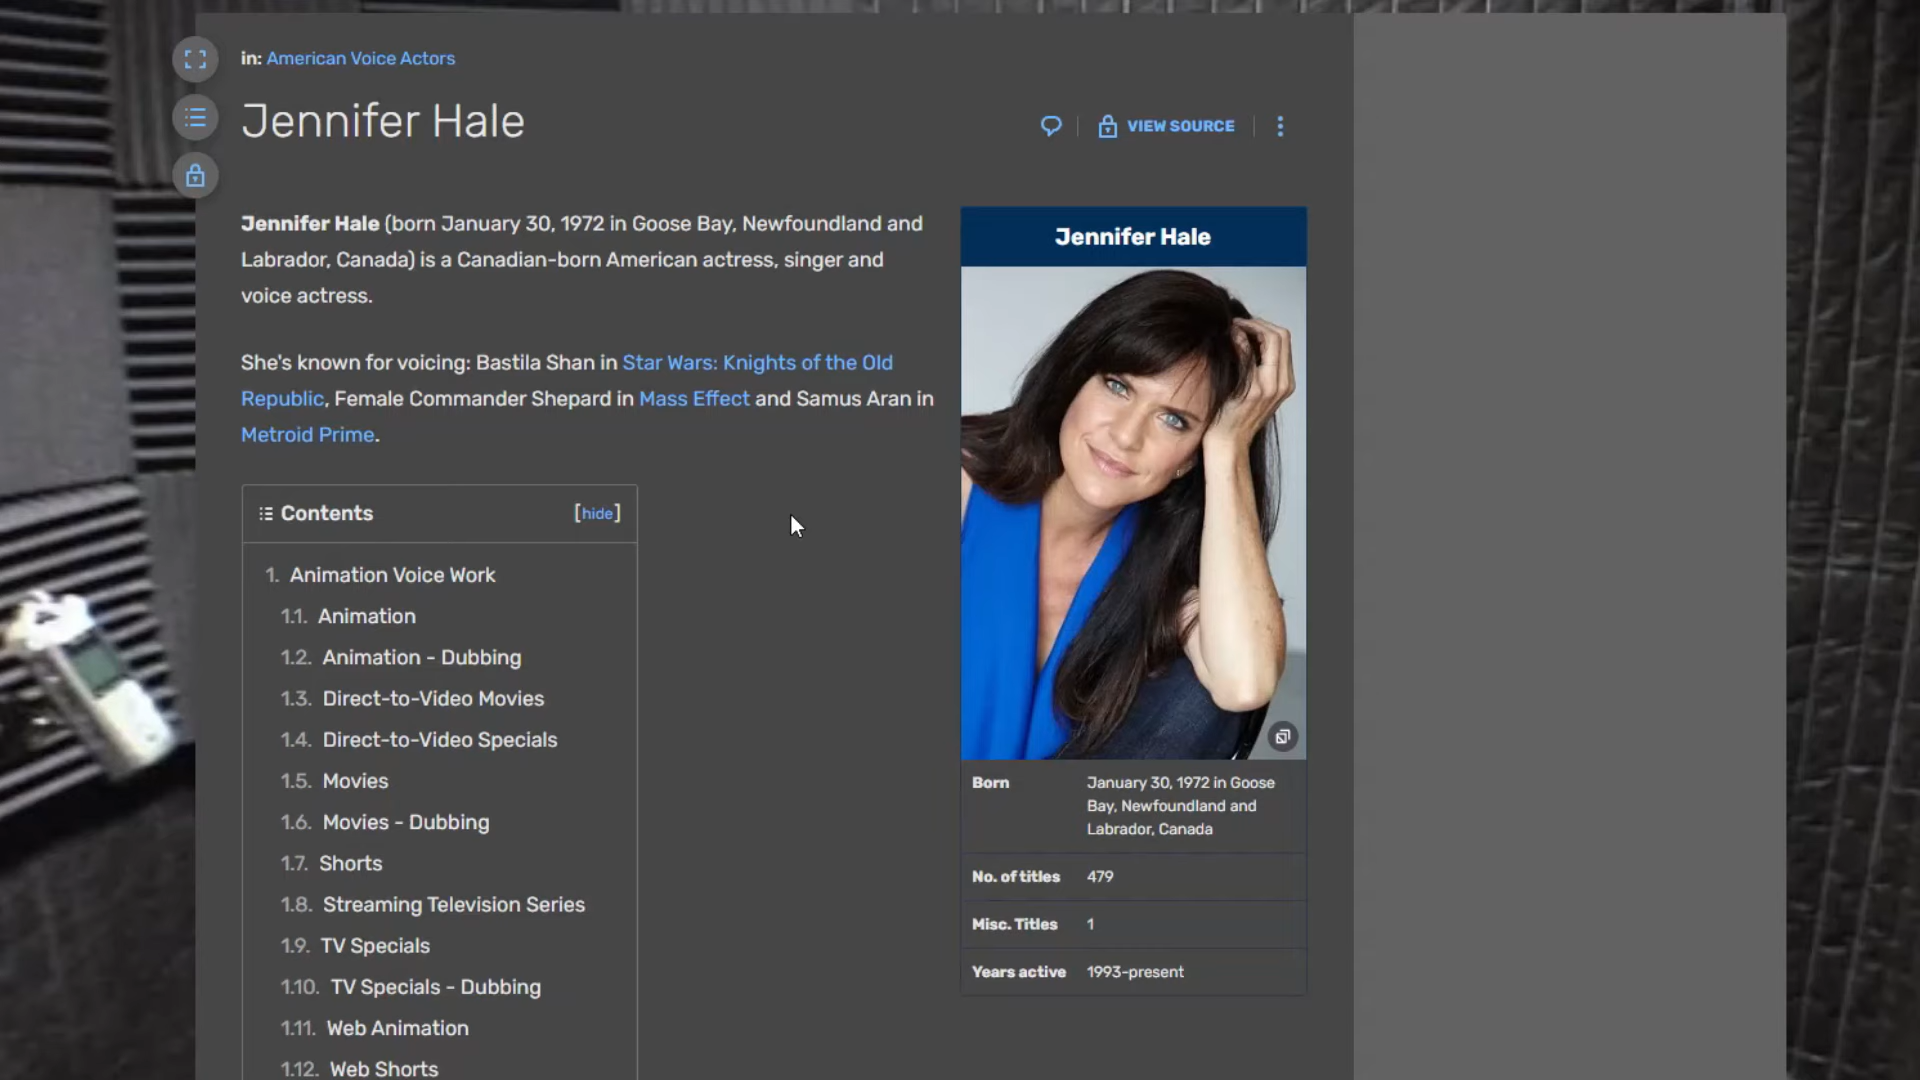 in: American Voice Actors
Jennifer Hale
VIEW SOURCE
Jennifer Hale (born January 30, 1972 in Goose Bay, Newfoundland and
Labrador, Canada) is a Canadian-born American actress, singer and
voice actress.
She's known for voicing: Bastila Shan in Star Wars: Knights of the Old
Republic, Female Commander Shepard in Mass Effect and Samus Aran in
Metroid Prime.
Contents [hide]
1. Animation Voice Work
1.1. Animation
1.2. Animation - Dubbing
1.3. Direct-to-Video Movies
1.4. Direct-to-Video Specials
1.5. Movies
1.6. Movies - Dubbing
1.7. Shorts
1.8. Streaming Television Series
1.9. TV Specials
1.10. TV Specials - Dubbing
1.11. Web Animation
1.12. Web Shorts
Jennifer Hale
Born January 30, 1972 in Goose
Bay, Newfoundland and
Labrador, Canada
No. of titles 479
Misc. Titles 1
Years active 1993-present